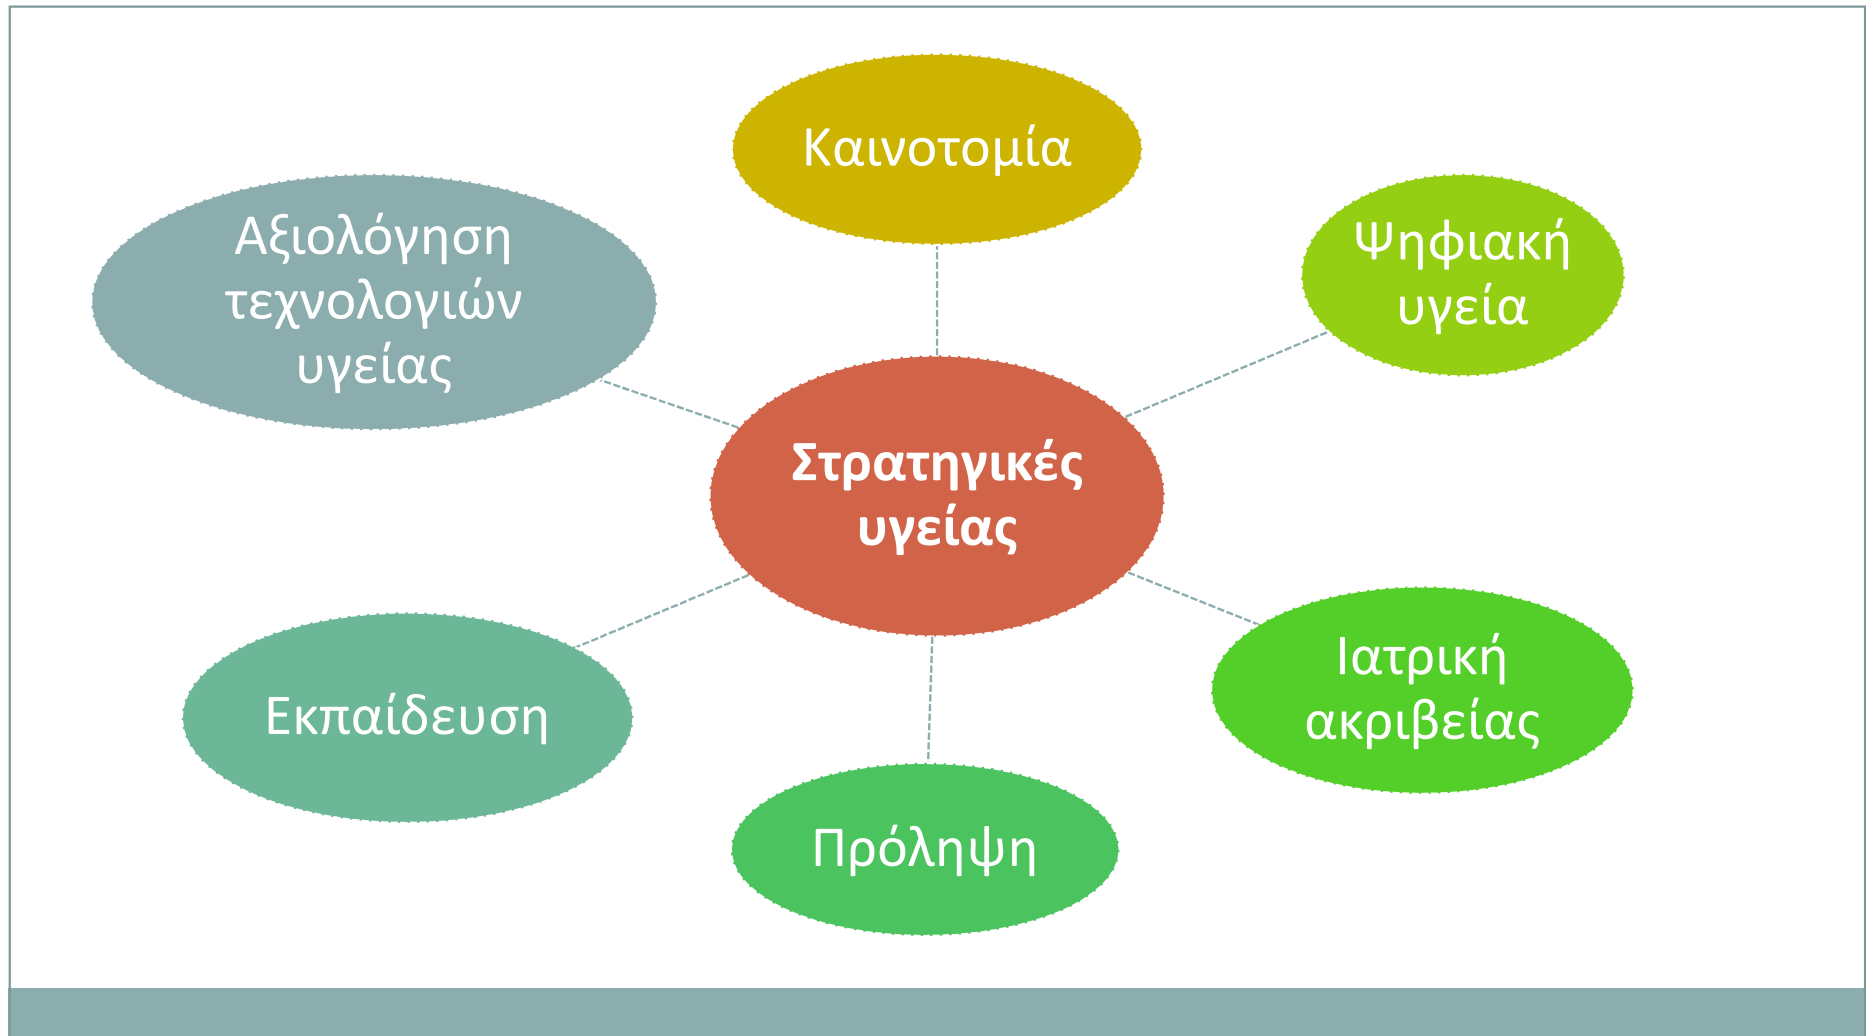 Καινοτομία
Ψηφιακή
υγεία
Αξιολόγηση
τεχνολογιών
υγείας
Στρατηγικές
υγείας
Ιατρική
ακριβείας
Εκπαίδευση
Πρόληψη